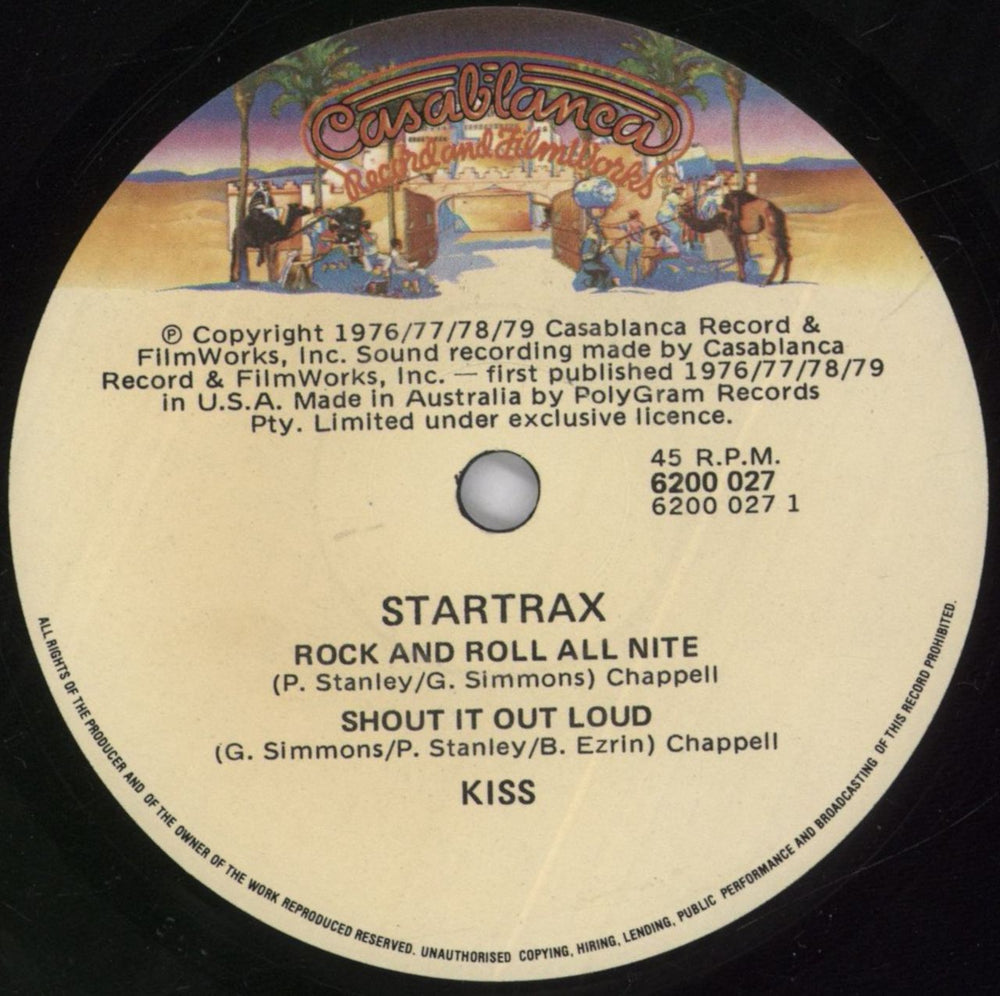 Casablanca
Record and FilmWorks
℗ Copyright 1976/77/78/79 Casablanca Record &
FilmWorks, Inc. Sound recording made by Casablanca
Record & FilmWorks, Inc. — first published 1976/77/78/79
in U.S.A. Made in Australia by PolyGram Records
Pty. Limited under exclusive licence.
45 R.P.M.
6200 027
6200 027 1
STARTRAX
ROCK AND ROLL ALL NITE
(P. Stanley/G. Simmons) Chappell
SHOUT IT OUT LOUD
(G. Simmons/P. Stanley/B. Ezrin) Chappell
KISS
ALL RIGHTS OF THE PRODUCER AND OF THE OWNER OF THE WORK REPRODUCED RESERVED. UNAUTHORISED COPYING, HIRING, LENDING, PUBLIC PERFORMANCE AND BROADCASTING OF THIS RECORD PROHIBITED.